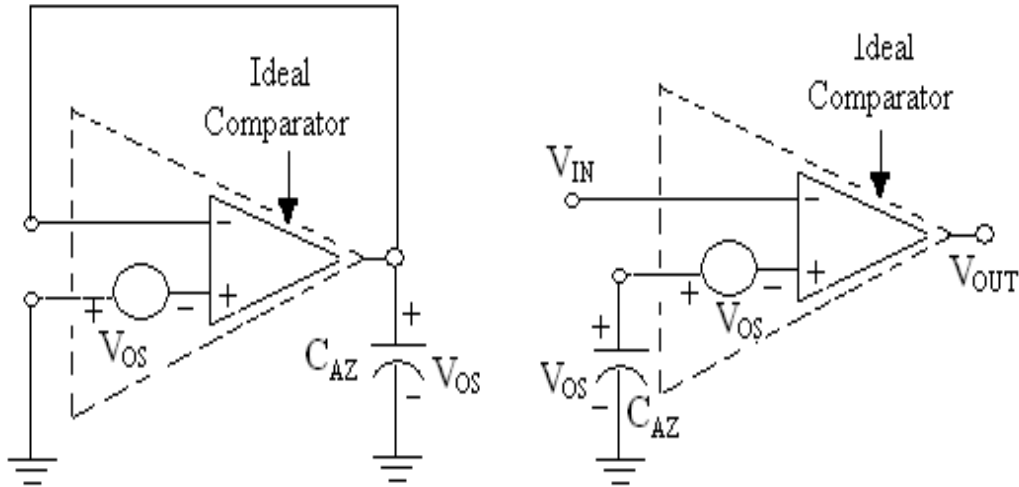 Ideal
Comparator
-
+
+
-
V_OS
+
C_AZ
V_OS
-
Ideal
Comparator
V_IN
-
+
+
-
V_OS
V_OUT
+
V_OS
-
C_AZ